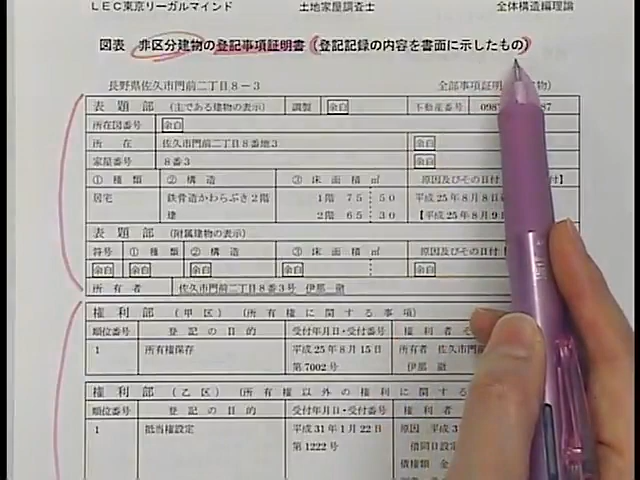 LEC東京リーガルマインド 土地家屋調査士 全体構造編理論
図表 非区分建物の登記事項証明書（登記記録の内容を書面に示したもの）
長野県佐久市門前二丁目8－3 全部事項証明
表題部 （主である建物の表示） 調製 余白 不動産番号
所在図番号 余白
所在 佐久市門前二丁目8番地3 余白
家屋番号 8番3 余白
① 種類 ② 構造 ③ 床面積 ㎡ 原因及びその日付
居宅 鉄骨造かわらぶき2階 1階 75 50 平成25年8月8日
建 2階 65 30 【平成25年8月9
表題部 （附属建物の表示）
符号 ① 種類 ② 構造 ③ 床面積 ㎡ 原因及びその日付
余白 余白 余白 余白 余白
所有者 佐久市門前二丁目8番3号 伊那 徹
権利部 （甲区） （所有権に関する事項）
順位番号 登記の目的 受付年月日・受付番号 権利者そ
1 所有権保存 平成25年8月15日 所有者 佐久市
第7002号 伊那 徹
権利部 （乙区） （所有権以外の権利に関する
順位番号 登記の目的 受付年月日・受付番号 権利者
1 抵当権設定 平成31年1月22日 原因 平成3
第1222号 借同日設定
債権額 金